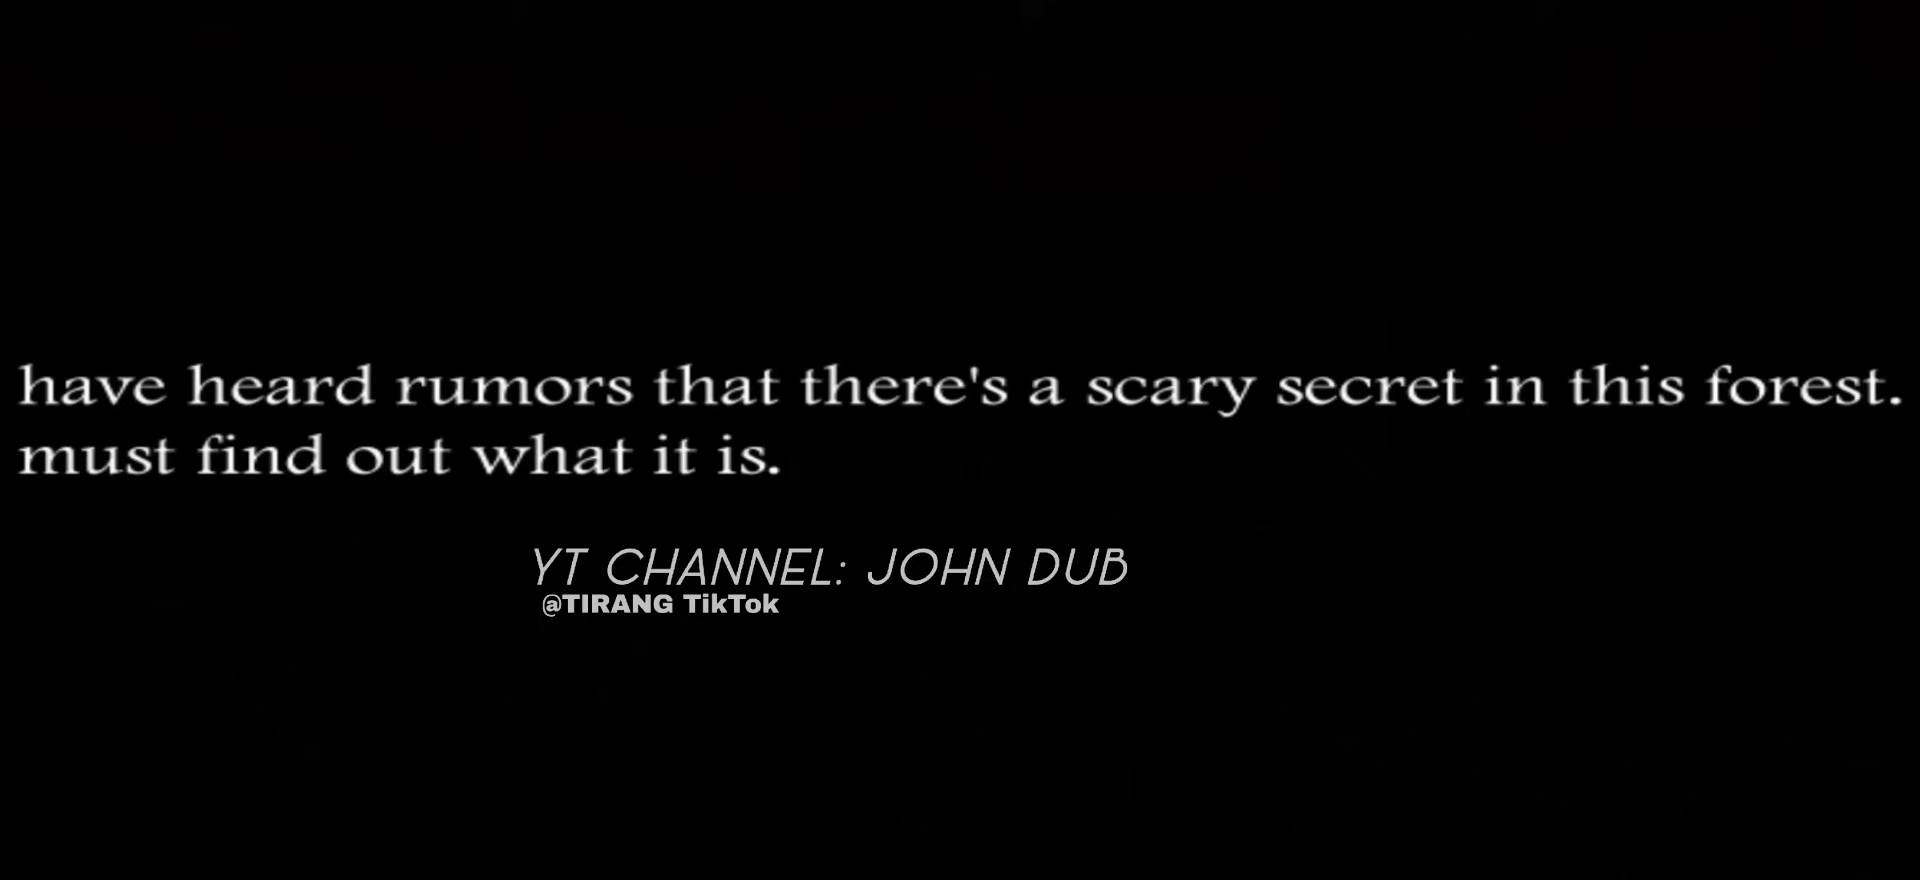 have heard rumors that there's a scary secret in this forest.
must find out what it is.
YT CHANNEL: JOHN DUB
@TIRANG TikTok